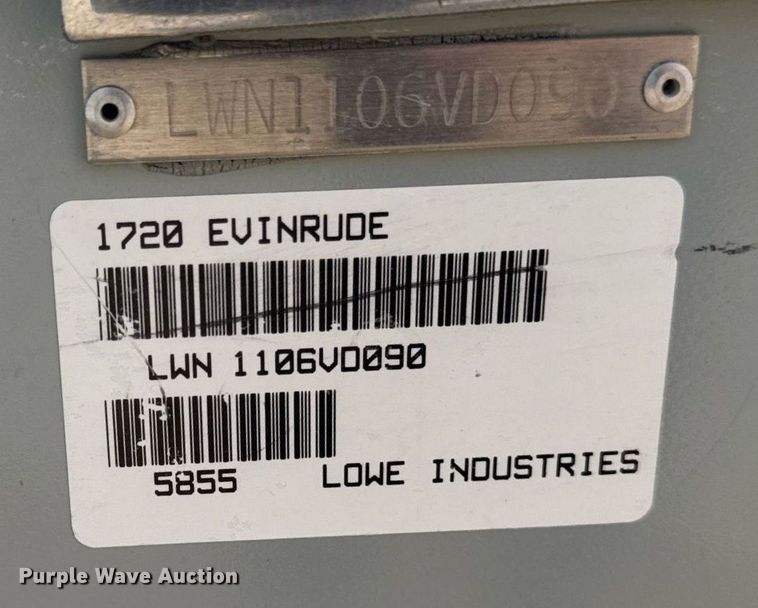 LWN1106VD090
1720 EVINRUDE
LWN 1106VD090
5855 LOWE INDUSTRIES
Purple Wave Auction